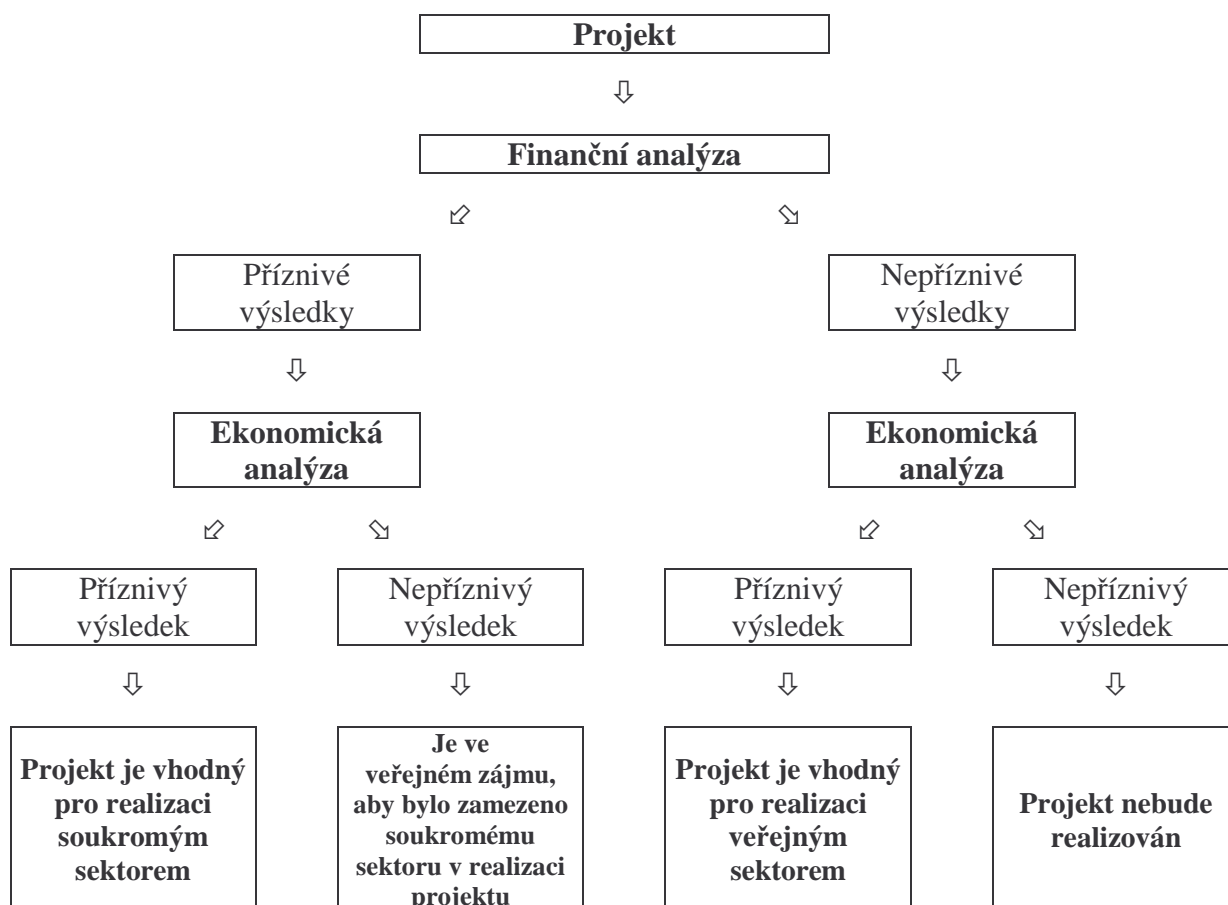 Projekt
Finanční analýza
Příznivé
výsledky
Nepříznivé
výsledky
Ekonomická
analýza
Ekonomická
analýza
Příznivý
výsledek
Nepříznivý
výsledek
Příznivý
výsledek
Nepříznivý
výsledek
Projekt je vhodný
pro realizaci
soukromým
sektorem
Je ve
veřejném zájmu,
aby bylo zamezeno
soukromému
sektoru v realizaci
projektu
Projekt je vhodný
pro realizaci
veřejným
sektorem
Projekt nebude
realizován